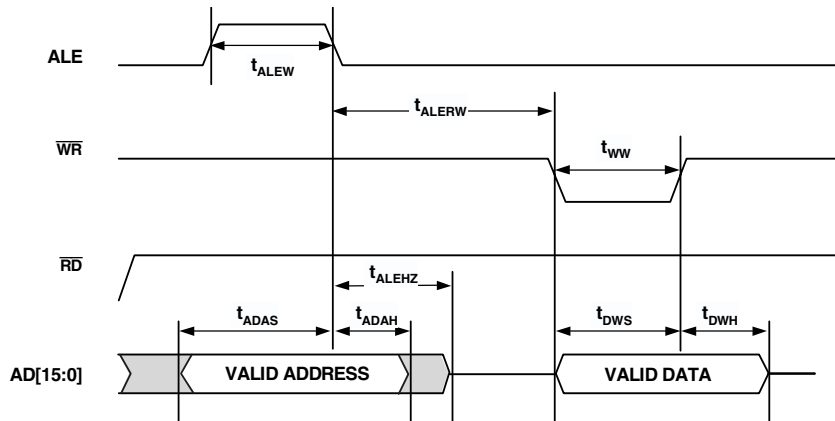 ALE
tALEW
tALERW
WR
tWW
RD
tALEHZ
tADAS
tADAH
tDWS
tDWH
AD[15:0]
VALID ADDRESS
VALID DATA